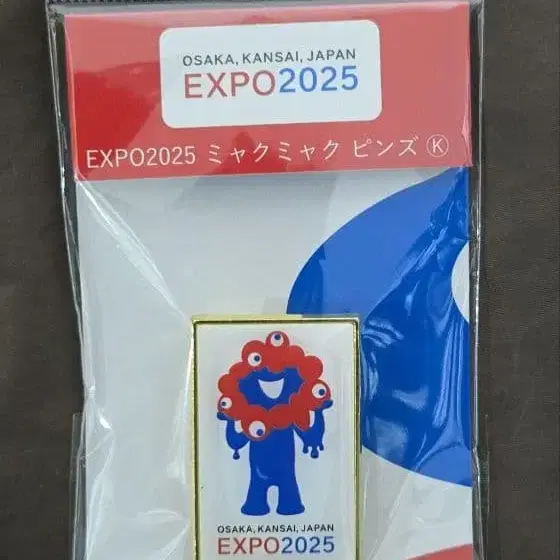 OSAKA, KANSAI, JAPAN
EXPO2025
EXPO2025 ミャクミャク ピンズ Ⓚ
OSAKA, KANSAI, JAPAN
EXPO2025